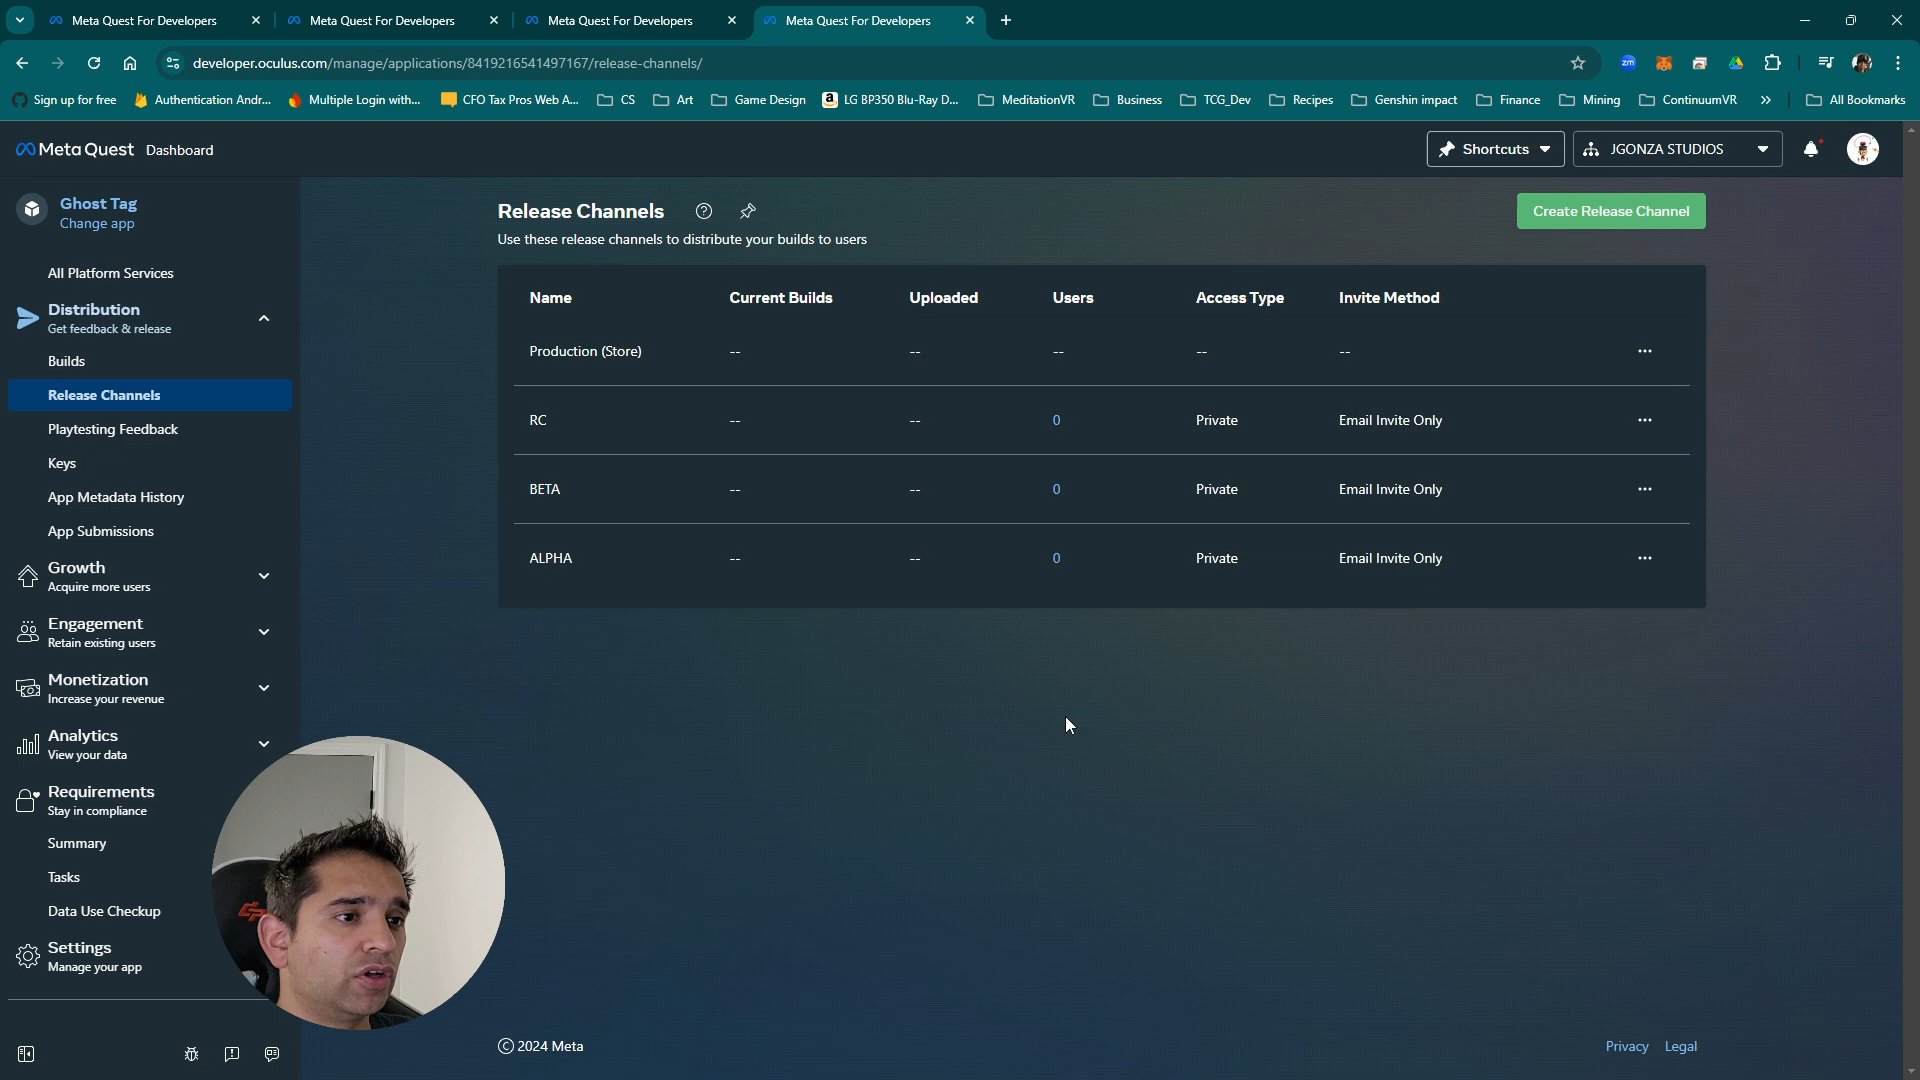 Meta Quest For Developers
Meta Quest For Developers
Meta Quest For Developers
Meta Quest For Developers
developer.oculus.com/manage/applications/8419216541497167/release-channels/
zm
Sign up for free
Authentication Andr...
Multiple Login with...
CFO Tax Pros Web A...
CS
Art
Game Design
LG BP350 Blu-Ray D...
MeditationVR
Business
TCG_Dev
Recipes
Genshin impact
Finance
Mining
ContinuumVR
All Bookmarks
Meta Quest Dashboard
Shortcuts
JGONZA STUDIOS
Ghost Tag
Change app
All Platform Services
Distribution
Get feedback & release
Builds
Release Channels
Playtesting Feedback
Keys
App Metadata History
App Submissions
Growth
Acquire more users
Engagement
Retain existing users
Monetization
Increase your revenue
Analytics
View your data
Requirements
Stay in compliance
Summary
Tasks
Data Use Checkup
Settings
Manage your app
Release Channels
Create Release Channel
Use these release channels to distribute your builds to users
Name Current Builds Uploaded Users Access Type Invite Method
Production (Store) -- -- -- -- --
RC -- -- 0 Private Email Invite Only
BETA -- -- 0 Private Email Invite Only
ALPHA -- -- 0 Private Email Invite Only
© 2024 Meta
Privacy Legal